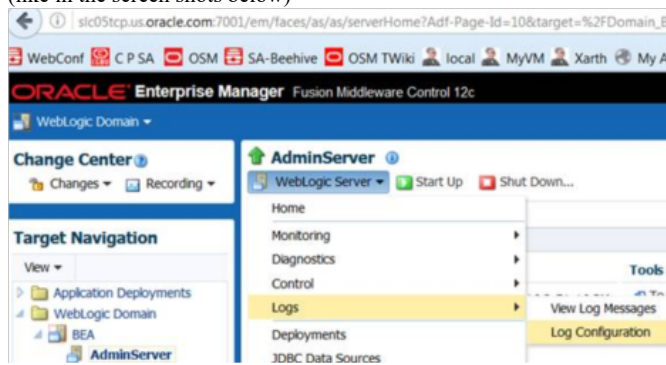 (like in the screen shots below)
slc05tcp.us.oracle.com:7001/em/faces/as/as/serverHome?Adf-Page-Id=10&target=%2FDomain_B
WebConf C P SA OSM SA-Beehive OSM TWiki local MyVM Xarth My A
ORACLE Enterprise Manager Fusion Middleware Control 12c
WebLogic Domain
Change Center
Changes Recording
Target Navigation
View
Application Deployments
WebLogic Domain
BEA
AdminServer
AdminServer
WebLogic Server Start Up Shut Down...
Home
Monitoring
Diagnostics
Control
Logs
Deployments
JDBC Data Sources
Tools
To
View Log Messages
Log Configuration